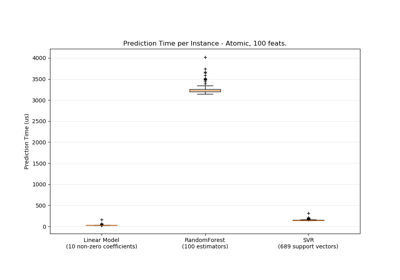 Prediction Time per Instance - Atomic, 100 feats.
Prediction Time (us)
4000
3500
3000
2500
2000
1500
1000
500
0
Linear Model
(10 non-zero coefficients)
RandomForest
(100 estimators)
SVR
(689 support vectors)